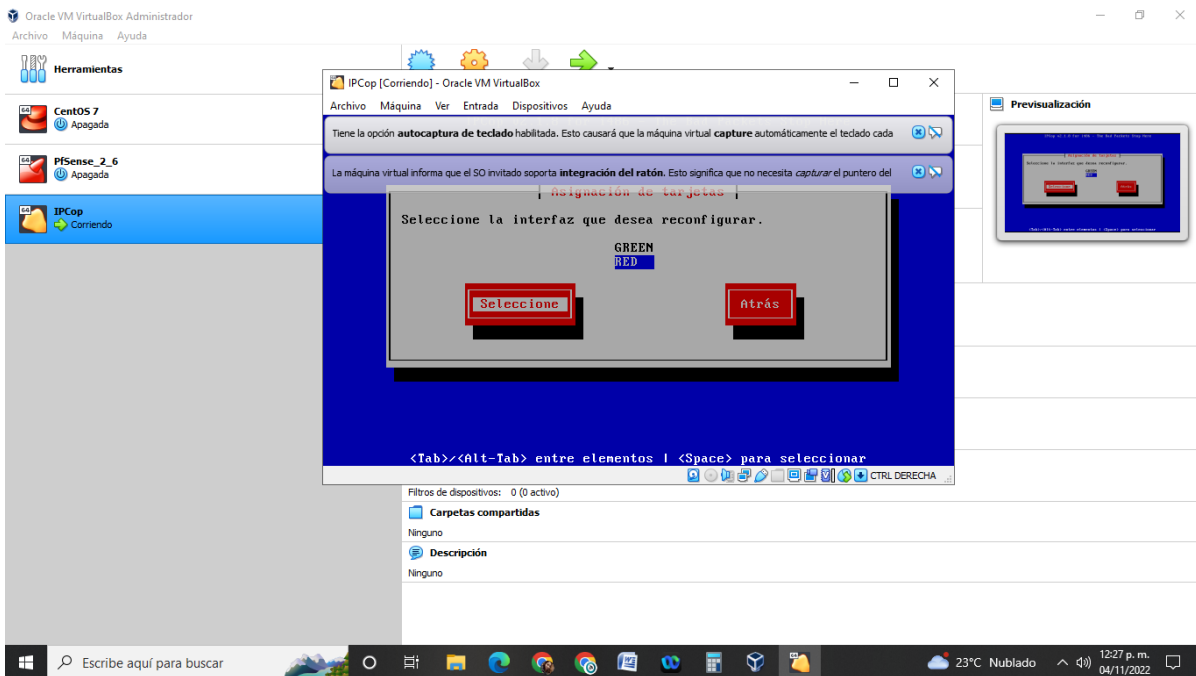 Oracle VM VirtualBox Administrador
Archivo Máquina Ayuda
Herramientas
CentOS 7
Apagada
PfSense_2_6
Apagada
IPCop
Corriendo
IPCop [Corriendo] - Oracle VM VirtualBox
Archivo Máquina Ver Entrada Dispositivos Ayuda
Tiene la opción autocaptura de teclado habilitada. Esto causará que la máquina virtual capture automáticamente el teclado cada
La máquina virtual informa que el SO invitado soporta integración del ratón. Esto significa que no necesita capturar el puntero del
Asignación de tarjetas
Seleccione la interfaz que desea reconfigurar.
GREEN
RED
Seleccione Atrás
<Tab>/<Alt-Tab> entre elementos | <Space> para seleccionar
CTRL DERECHA
Previsualización
Filtros de dispositivos: 0 (0 activo)
Carpetas compartidas
Ninguno
Descripción
Ninguno
Escribe aquí para buscar
23°C Nublado
12:27 p. m.
04/11/2022